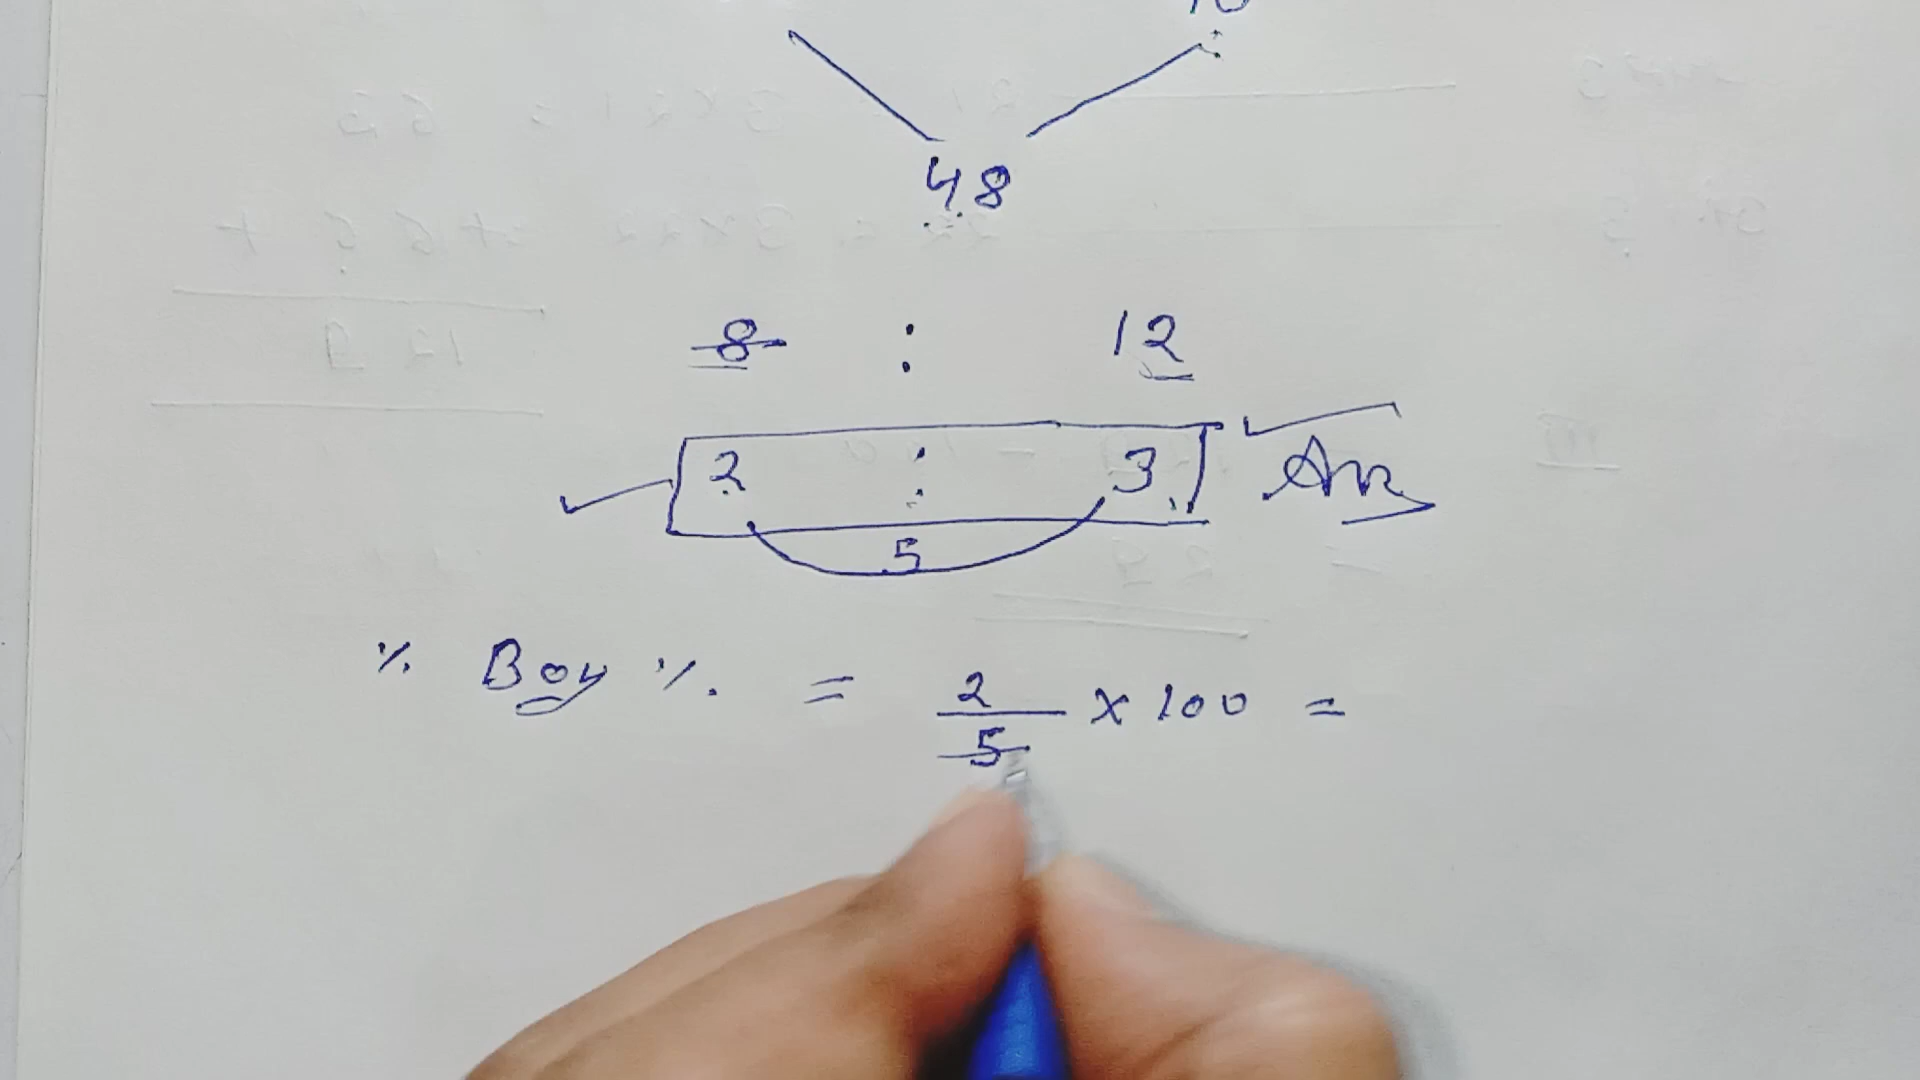 48
8 : 12
2 : 3 Ans
5
% Boy % = 2/5 x 100 =